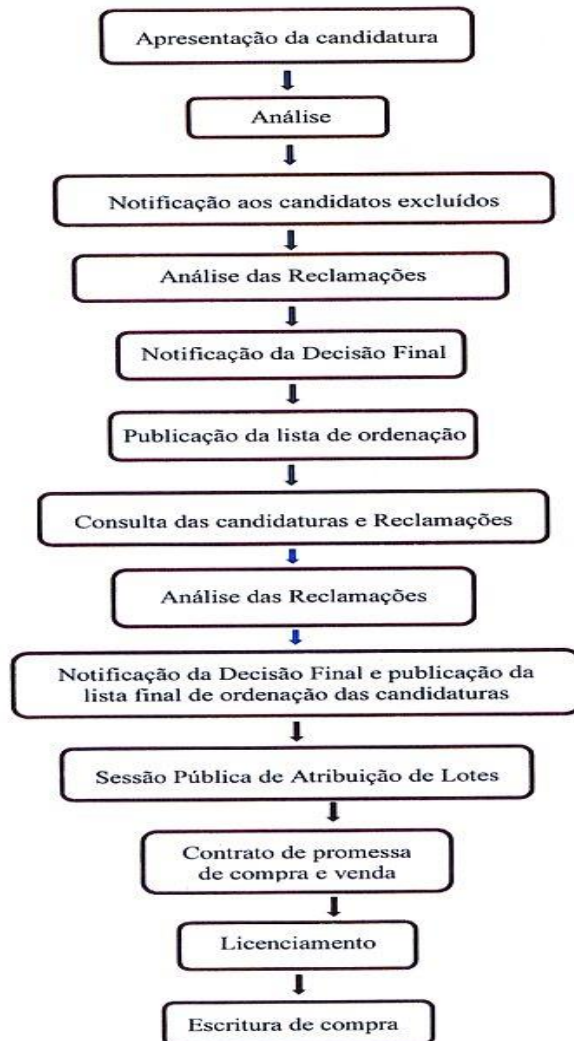 Apresentação da candidatura
Análise
Notificação aos candidatos excluídos
Análise das Reclamações
Notificação da Decisão Final
Publicação da lista de ordenação
Consulta das candidaturas e Reclamações
Análise das Reclamações
Notificação da Decisão Final e publicação da
lista final de ordenação das candidaturas
Sessão Pública de Atribuição de Lotes
Contrato de promessa
de compra e venda
Licenciamento
Escritura de compra